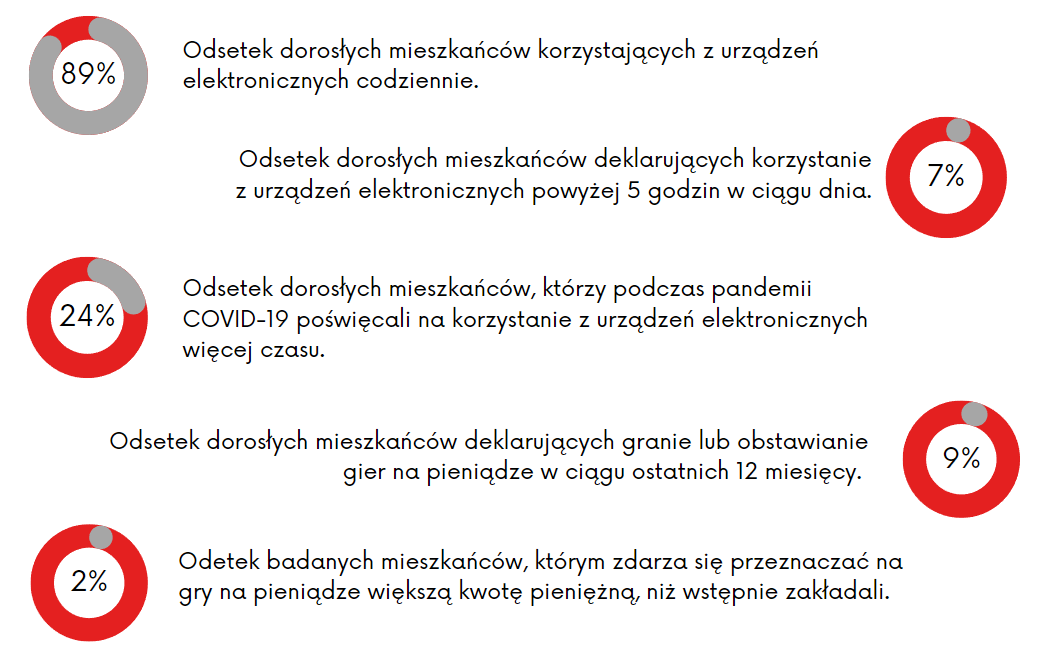 89%
Odsetek dorosłych mieszkańców korzystających z urządzeń
elektronicznych codziennie.
Odsetek dorosłych mieszkańców deklarujących korzystanie
z urządzeń elektronicznych powyżej 5 godzin w ciągu dnia.
7%
24%
Odsetek dorosłych mieszkańców, którzy podczas pandemii
COVID-19 poświęcali na korzystanie z urządzeń elektronicznych
więcej czasu.
Odsetek dorosłych mieszkańców deklarujących granie lub obstawianie
gier na pieniądze w ciągu ostatnich 12 miesięcy.
9%
2%
Odetek badanych mieszkańców, którym zdarza się przeznaczać na
gry na pieniądze większą kwotę pieniężną, niż wstępnie zakładali.